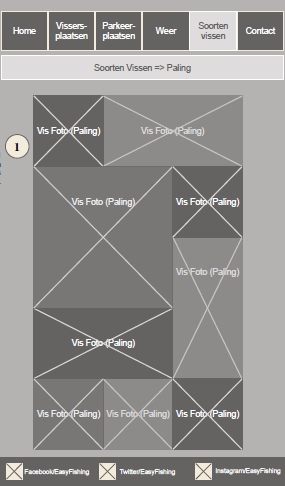 Home
Vissers-
plaatsen
Parkeer-
plaatsen
Weer
Soorten
vissen
Contact
Soorten Vissen => Paling
1
Vis Foto (Paling)
Vis Foto (Paling)
Vis Foto (Paling)
Vis Foto (Paling)
Vis Foto (Paling)
Vis Foto (Paling)
Vis Foto (Paling)
Vis Foto (Paling)
Vis Foto (Paling)
Facebook/EasyFishing
Twitter/EasyFishing
Instagram/EasyFishing